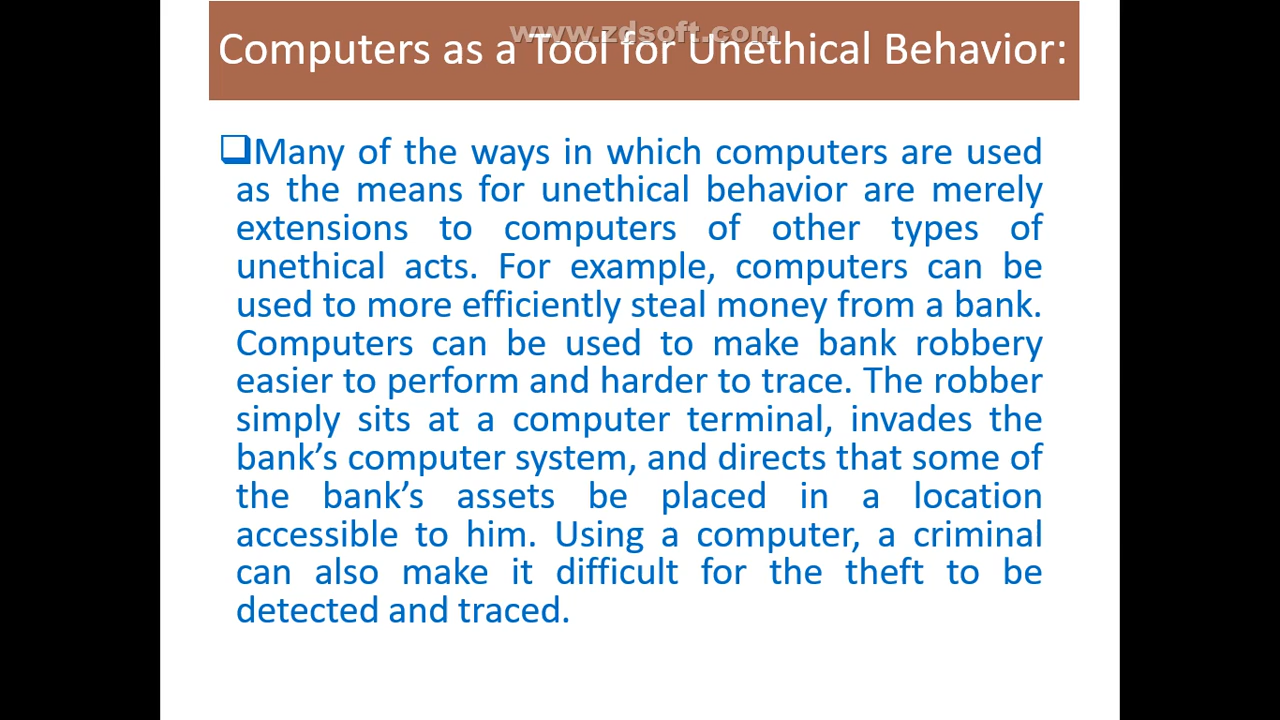 www.zdsoft.com
Computers as a Tool for Unethical Behavior:
❑Many of the ways in which computers are used
as the means for unethical behavior are merely
extensions to computers of other types of
unethical acts. For example, computers can be
used to more efficiently steal money from a bank.
Computers can be used to make bank robbery
easier to perform and harder to trace. The robber
simply sits at a computer terminal, invades the
bank’s computer system, and directs that some of
the bank’s assets be placed in a location
accessible to him. Using a computer, a criminal
can also make it difficult for the theft to be
detected and traced.